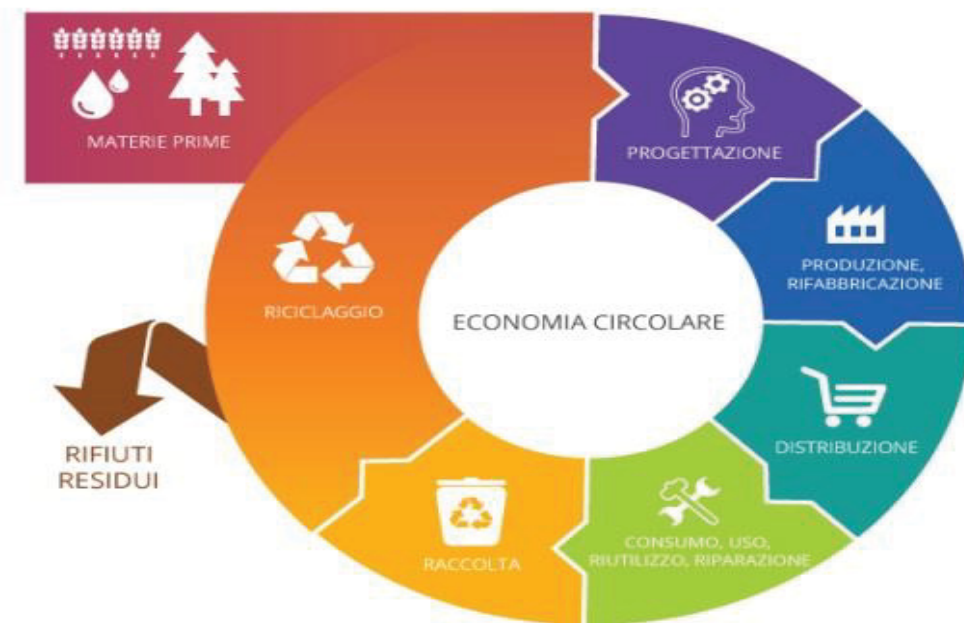 MATERIE PRIME
PROGETTAZIONE
PRODUZIONE,
RIFABBRICAZIONE
RICICLAGGIO
ECONOMIA CIRCOLARE
DISTRIBUZIONE
RIFIUTI
RESIDUI
CONSUMO, USO,
RIUTILIZZO, RIPARAZIONE
RACCOLTA